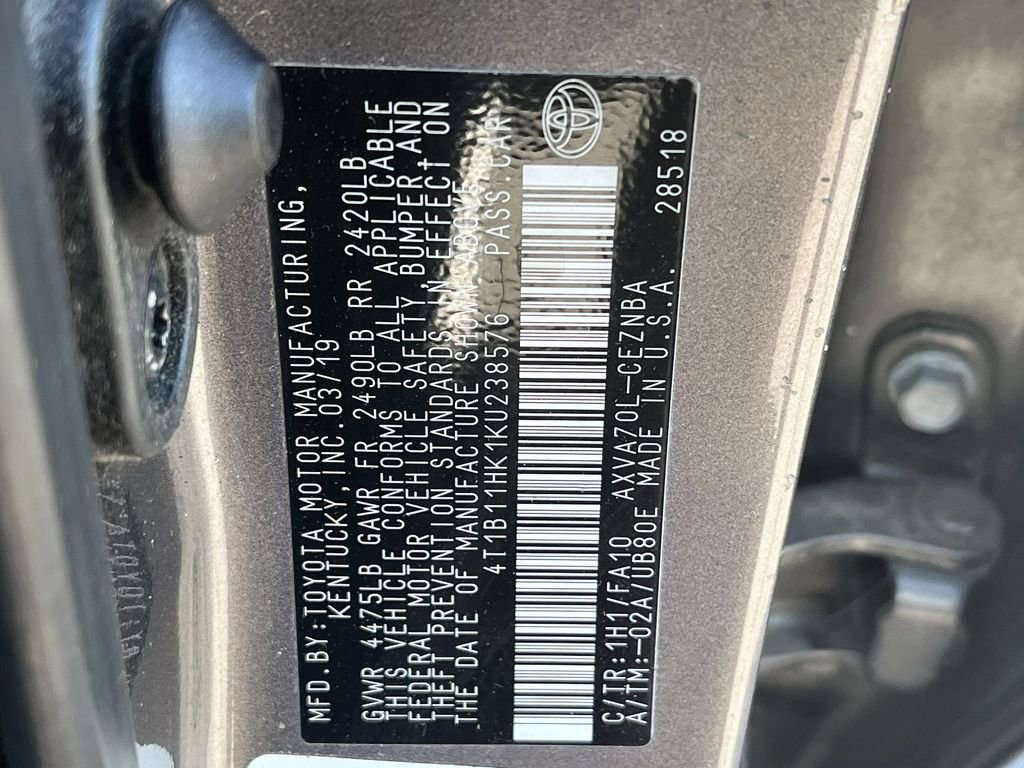 MFD.BY:TOYOTA MOTOR MANUFACTURING,
KENTUCKY,INC.03/19
GVWR 4475LB GAWR FR 2490LB RR 2420LB
THIS VEHICLE CONFORMS TO ALL APPLICABLE
FEDERAL MOTOR VEHICLE SAFETY, BUMPER,AND
THEFT PREVENTION STANDARDS IN EFFECT ON
THE DATE OF MANUFACTURE SHOWN ABOVE.
4T1B11HK1KU238576 PASS.CAR
C/TR:1H1/FA10 AXVA70L-CEZNBA
A/TM:-02A/UB80E MADE IN U.S.A. 28518